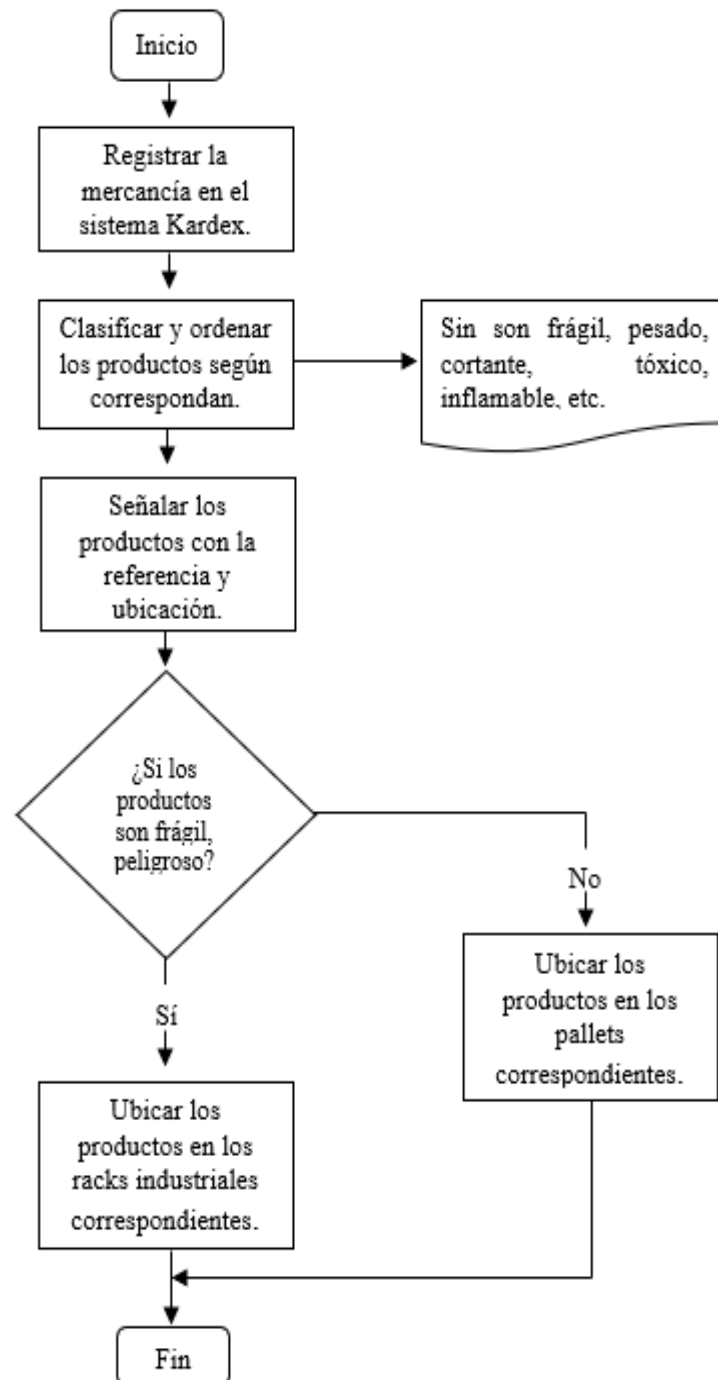 Inicio
Registrar la
mercancía en el
sistema Kardex.
Clasificar y ordenar
los productos según
correspondan.
Sin son frágil, pesado,
cortante, tóxico,
inflamable, etc.
Señalar los
productos con la
referencia y
ubicación.
¿Si los
productos
son frágil,
peligroso?
No
Ubicar los
productos en los
pallets
correspondientes.
Sí
Ubicar los
productos en los
racks industriales
correspondientes.
Fin